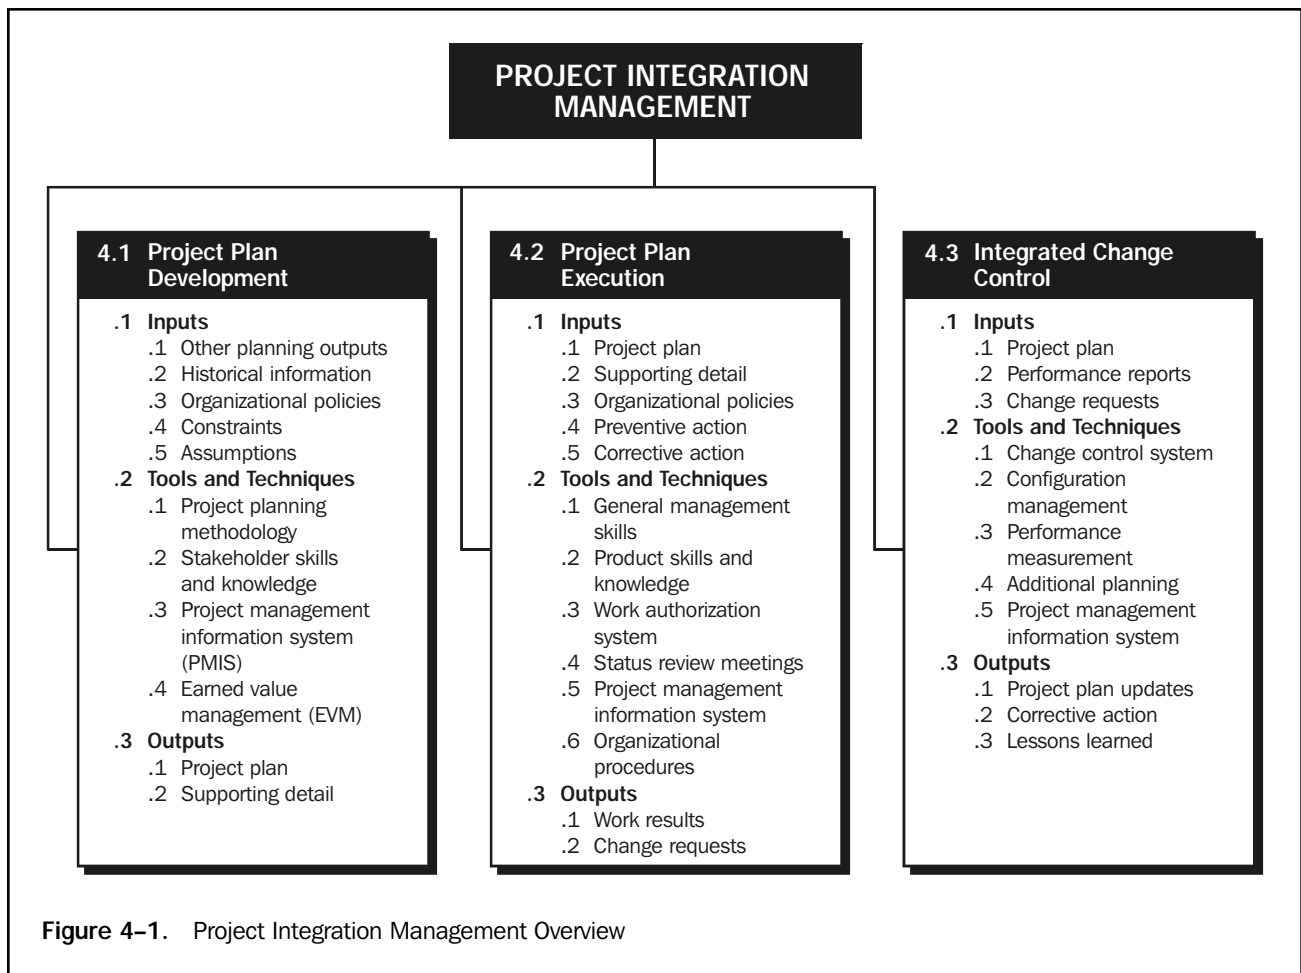 PROJECT INTEGRATION
MANAGEMENT
4.1 Project Plan
Development
.1 Inputs
.1 Other planning outputs
.2 Historical information
.3 Organizational policies
.4 Constraints
.5 Assumptions
.2 Tools and Techniques
.1 Project planning
methodology
.2 Stakeholder skills
and knowledge
.3 Project management
information system
(PMIS)
.4 Earned value
management (EVM)
.3 Outputs
.1 Project plan
.2 Supporting detail
4.2 Project Plan
Execution
.1 Inputs
.1 Project plan
.2 Supporting detail
.3 Organizational policies
.4 Preventive action
.5 Corrective action
.2 Tools and Techniques
.1 General management
skills
.2 Product skills and
knowledge
.3 Work authorization
system
.4 Status review meetings
.5 Project management
information system
.6 Organizational
procedures
.3 Outputs
.1 Work results
.2 Change requests
4.3 Integrated Change
Control
.1 Inputs
.1 Project plan
.2 Performance reports
.3 Change requests
.2 Tools and Techniques
.1 Change control system
.2 Configuration
management
.3 Performance
measurement
.4 Additional planning
.5 Project management
information system
.3 Outputs
.1 Project plan updates
.2 Corrective action
.3 Lessons learned
Figure 4–1. Project Integration Management Overview